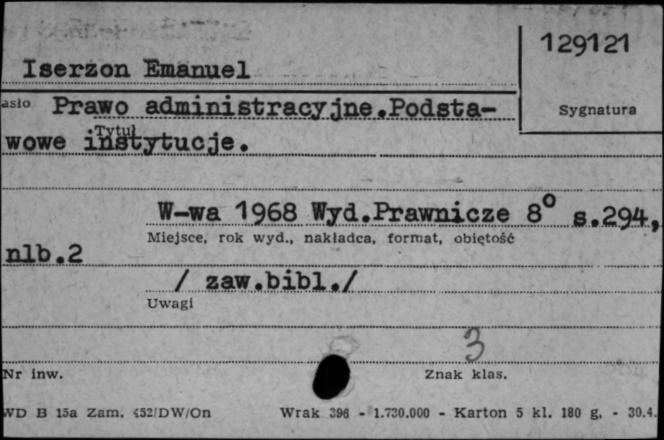 129121
Iserzon Emanuel
asło Prawo administracyjne.Podsta-
Sygnatura
Tytuł
wowe instytucje.
W-wa 1968 Wyd.Prawnicze 8° s.294,
Miejsce, rok wyd., nakładca, format, objętość
nlb.2
/ zaw.bibl./
Uwagi
3
Nr inw.
Znak klas.
WD B 15a Zam. 452/DW/On Wrak 396 - 1.730.000 - Karton 5 kl. 180 g. - 30.4.